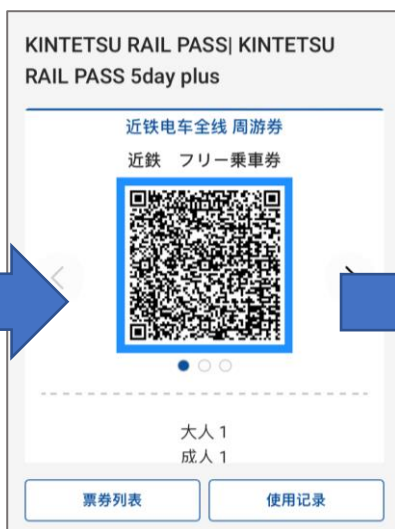 KINTETSU RAIL PASS| KINTETSU
RAIL PASS 5day plus
近铁电车全线 周游券
近鉄 フリー乗車券
大人 1
成人 1
票券列表
使用记录